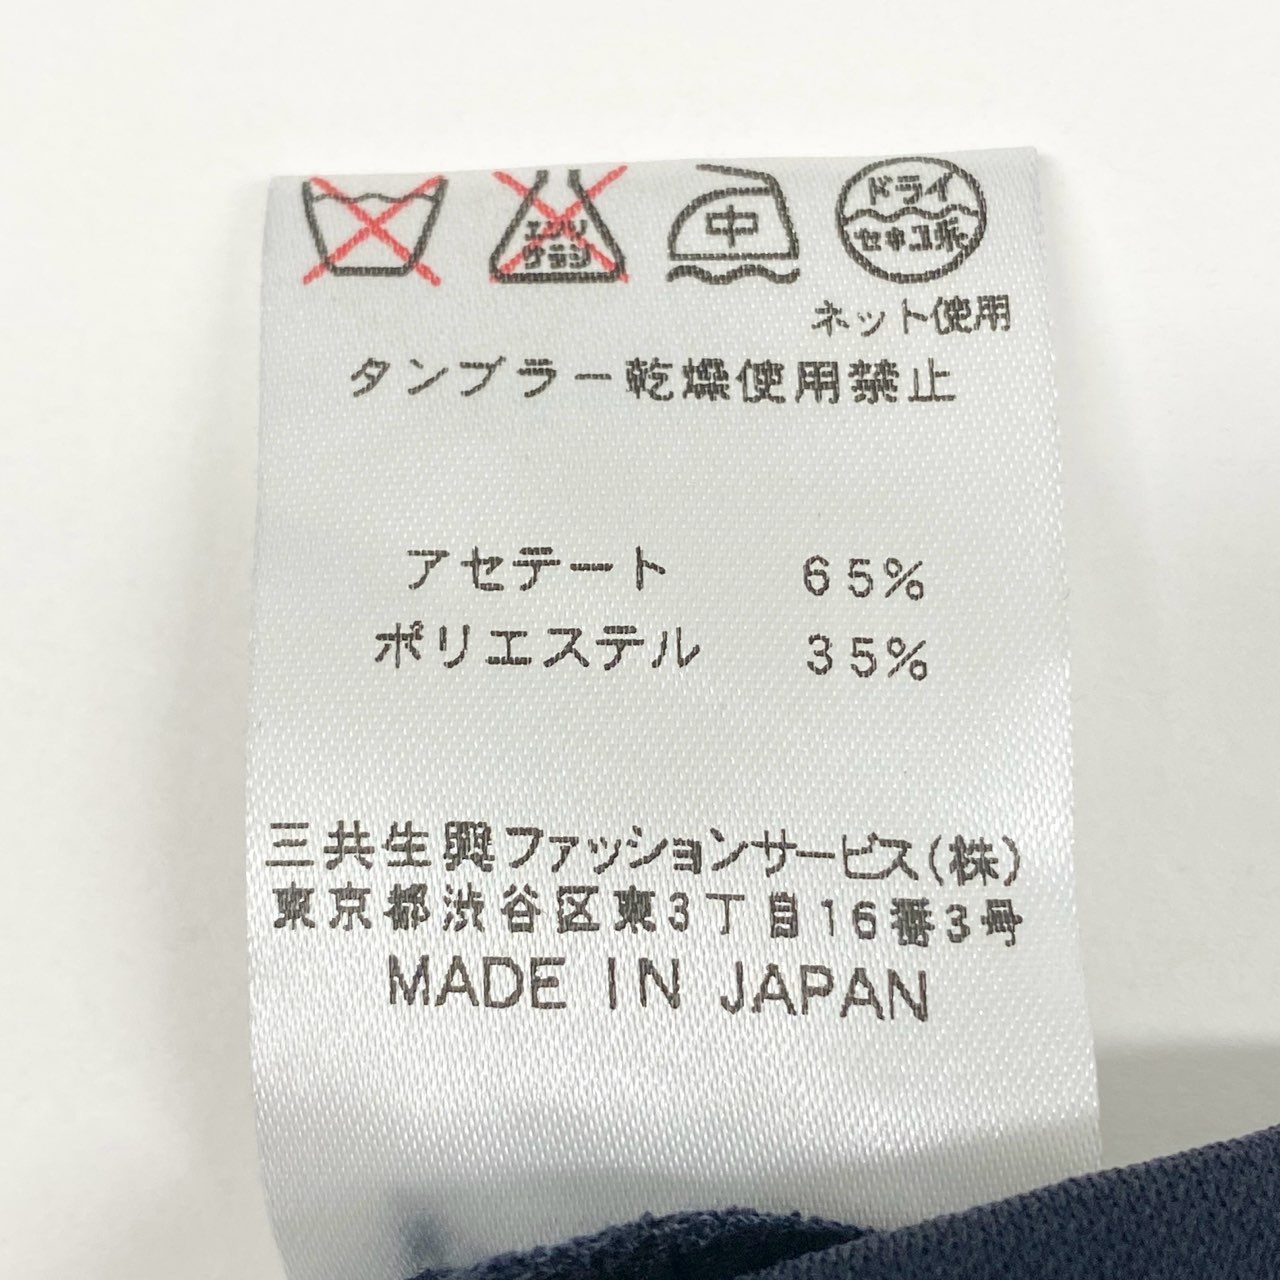 エンソ
サラシ
中
ドライ
セキユ系
ネット使用
タンブラー乾燥使用禁止
アセテート 65%
ポリエステル 35%
三共生興ファッションサービス(株)
東京都渋谷区東3丁目16番3号
MADE IN JAPAN